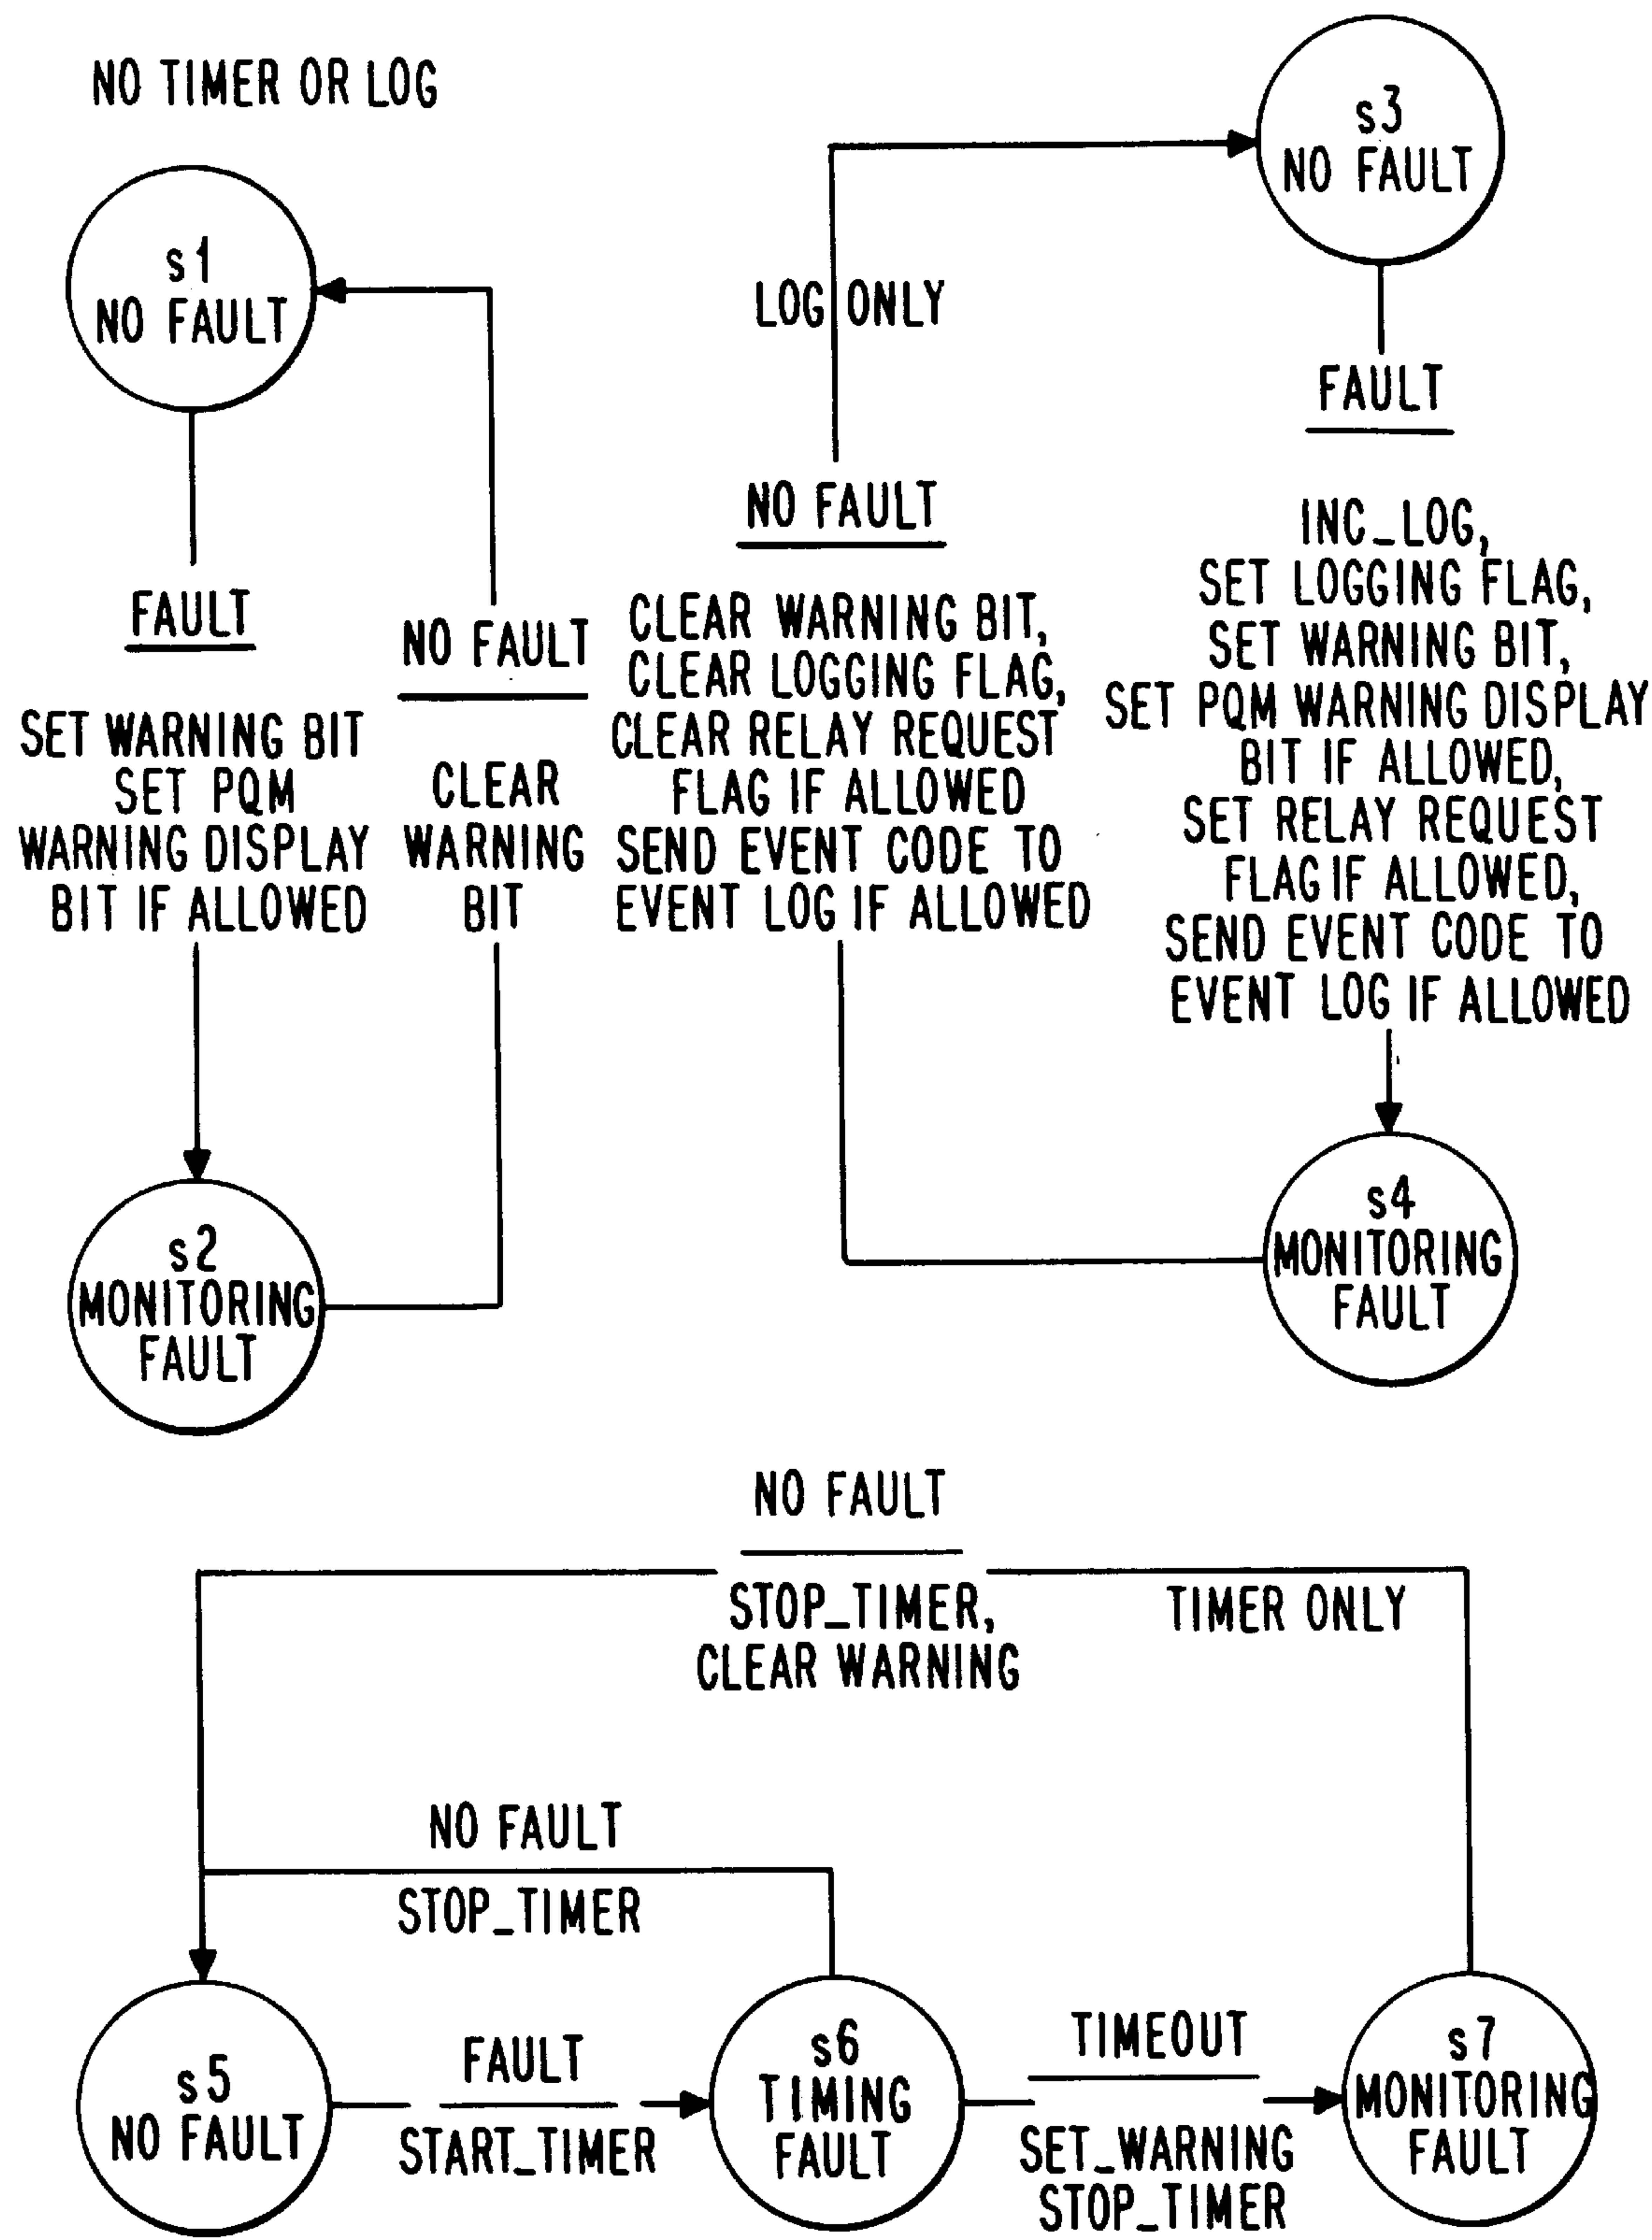 NO TIMER OR LOG
s1
NO FAULT
FAULT
SET WARNING BIT
SET PQM
WARNING DISPLAY
BIT IF ALLOWED
s2
MONITORING
FAULT
NO FAULT
CLEAR
WARNING
BIT
LOG ONLY
NO FAULT
CLEAR WARNING BIT,
CLEAR LOGGING FLAG,
CLEAR RELAY REQUEST
FLAG IF ALLOWED
SEND EVENT CODE TO
EVENT LOG IF ALLOWED
s3
NO FAULT
FAULT
INC_LOG,
SET LOGGING FLAG,
SET WARNING BIT,
SET PQM WARNING DISPLAY
BIT IF ALLOWED,
SET RELAY REQUEST
FLAG IF ALLOWED,
SEND EVENT CODE TO
EVENT LOG IF ALLOWED
s4
MONITORING
FAULT
NO FAULT
STOP_TIMER,
CLEAR WARNING
TIMER ONLY
NO FAULT
STOP_TIMER
s5
NO FAULT
FAULT
START_TIMER
s6
TIMING
FAULT
TIMEOUT
SET_WARNING
STOP_TIMER
s7
MONITORING
FAULT